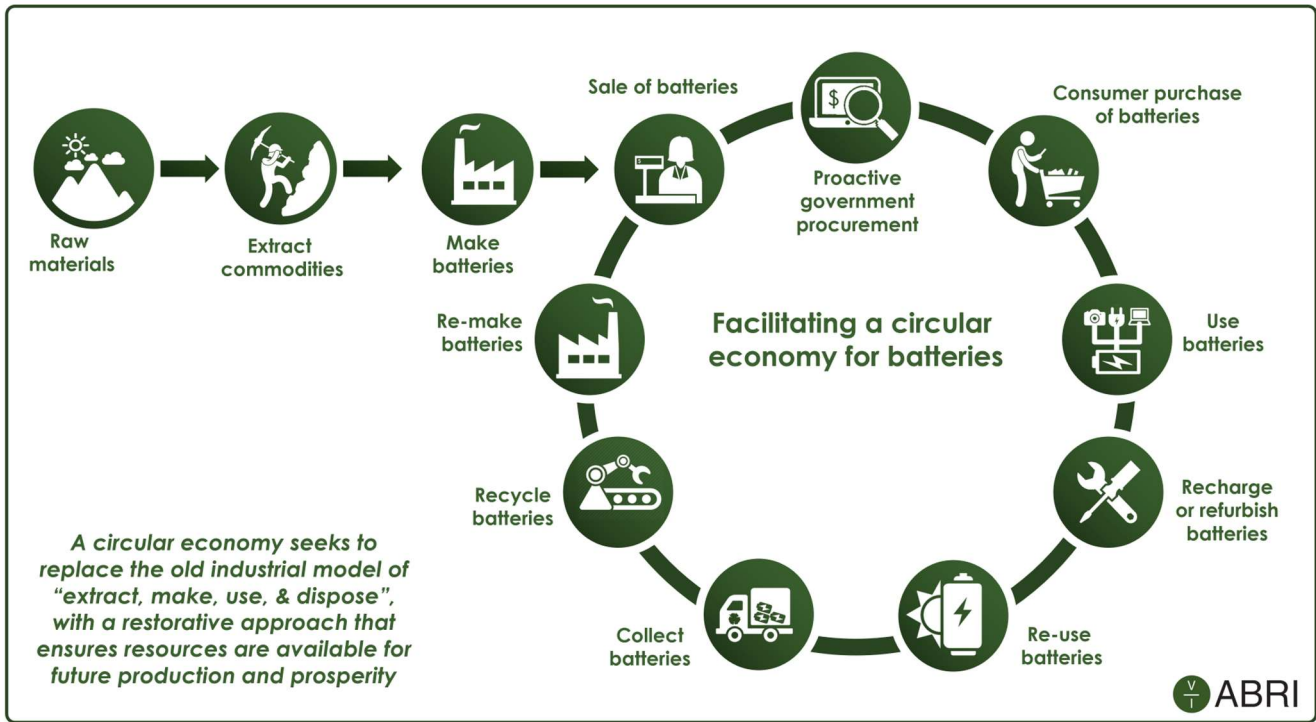 Sale of batteries
Consumer purchase
of batteries
$
Raw
materials
Extract
commodities
Make
batteries
Proactive
government
procurement
Re-make
batteries
Facilitating a circular
economy for batteries
Use
batteries
Recycle
batteries
Recharge
or refurbish
batteries
Collect
batteries
Re-use
batteries
A circular economy seeks to
replace the old industrial model of
“extract, make, use, & dispose”,
with a restorative approach that
ensures resources are available for
future production and prosperity
V
I
ABRI